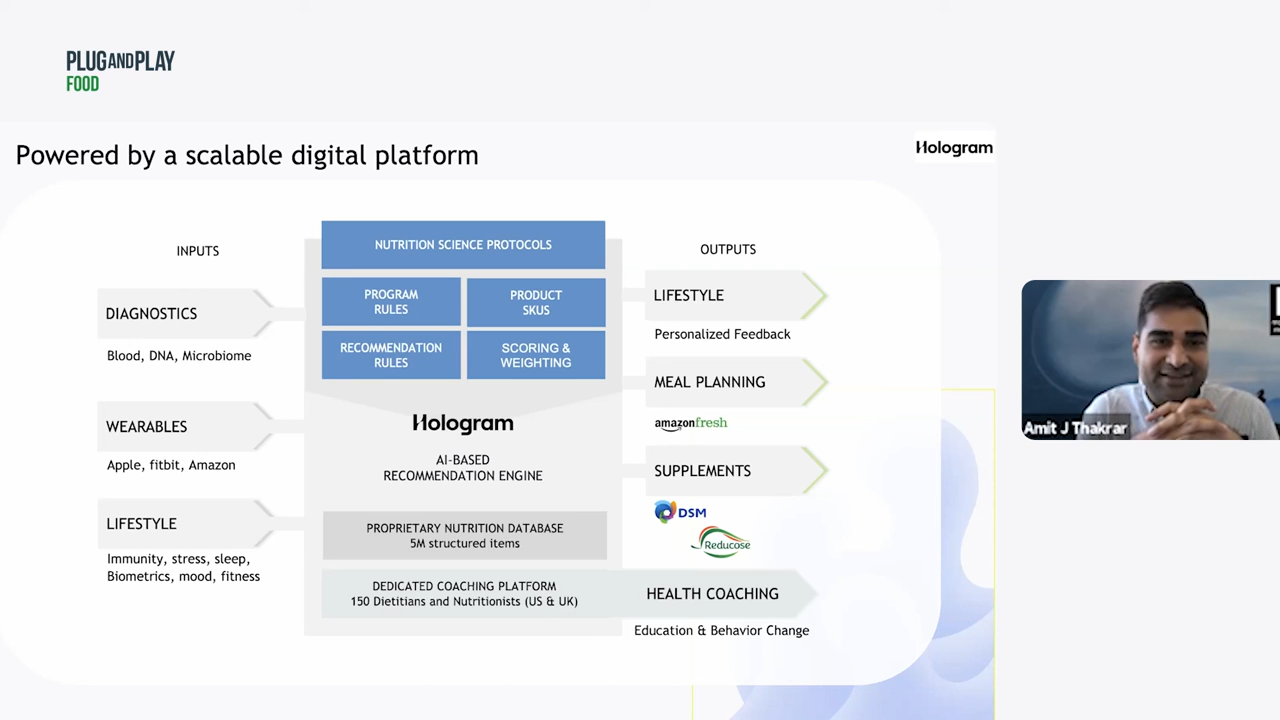 PLUGANDPLAY
FOOD
Powered by a scalable digital platform
Hologram
INPUTS
DIAGNOSTICS
Blood, DNA, Microbiome
WEARABLES
Apple, fitbit, Amazon
LIFESTYLE
Immunity, stress, sleep,
Biometrics, mood, fitness
NUTRITION SCIENCE PROTOCOLS
PROGRAM
RULES
PRODUCT
SKUS
RECOMMENDATION
RULES
SCORING &
WEIGHTING
Hologram
AI-BASED
RECOMMENDATION ENGINE
PROPRIETARY NUTRITION DATABASE
5M structured items
DEDICATED COACHING PLATFORM
150 Dietitians and Nutritionists (US & UK)
OUTPUTS
LIFESTYLE
Personalized Feedback
MEAL PLANNING
amazonfresh
SUPPLEMENTS
DSM
Reducose
HEALTH COACHING
Education & Behavior Change
Amit J Thakrar